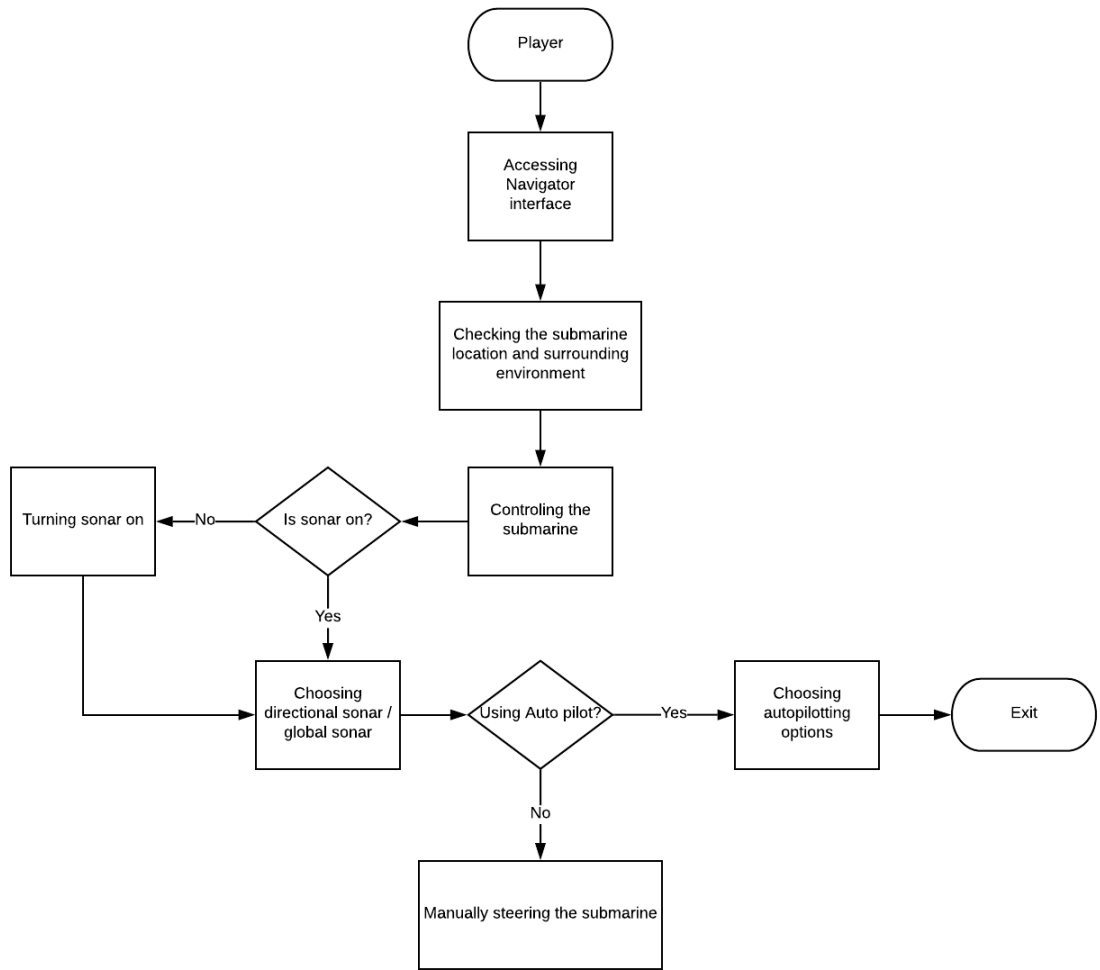 Player
Accessing
Navigator
interface
Checking the submarine
location and surrounding
environment
Controling the
submarine
Is sonar on?
No
Turning sonar on
Yes
Choosing
directional sonar /
global sonar
Using Auto pilot?
Yes
Choosing
autopilotting
options
Exit
No
Manually steering the submarine